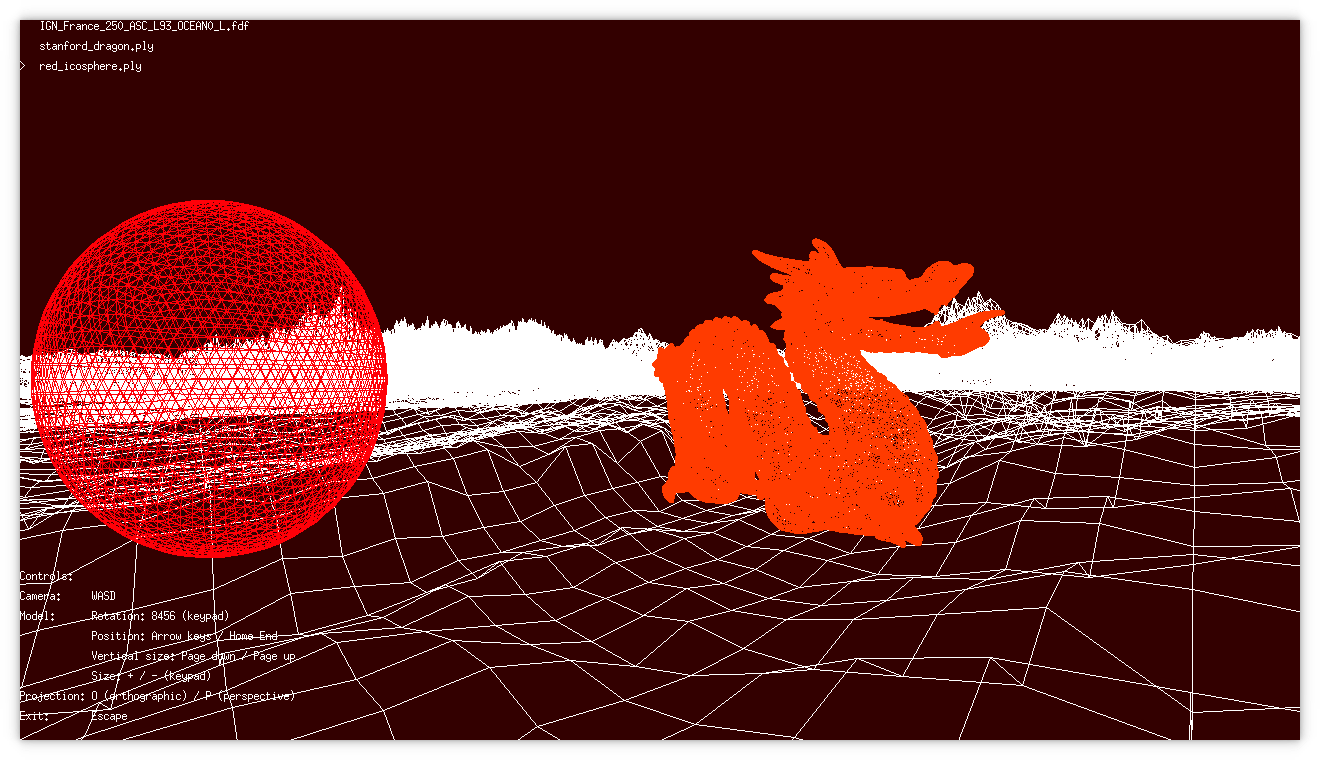 IGN_France_250_ASC_L93_OCEANO_L.fdf
stanford_dragon.ply
> red_icosphere.ply
Controls:
Camera: WASD
Model: Rotation: 8456 (keypad)
Position: Arrow keys / Home End
Vertical size: Page down / Page up
Size: + / - (keypad)
Projection: O (orthographic) / P (perspective)
Exit: Escape